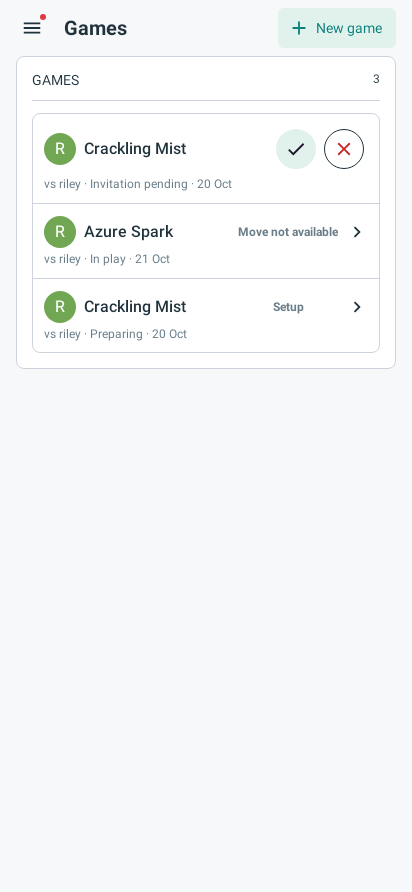 Games
New game
GAMES
3
R
Crackling Mist
vs riley · Invitation pending · 20 Oct
R
Azure Spark
Move not available
vs riley · In play · 21 Oct
R
Crackling Mist
Setup
vs riley · Preparing · 20 Oct